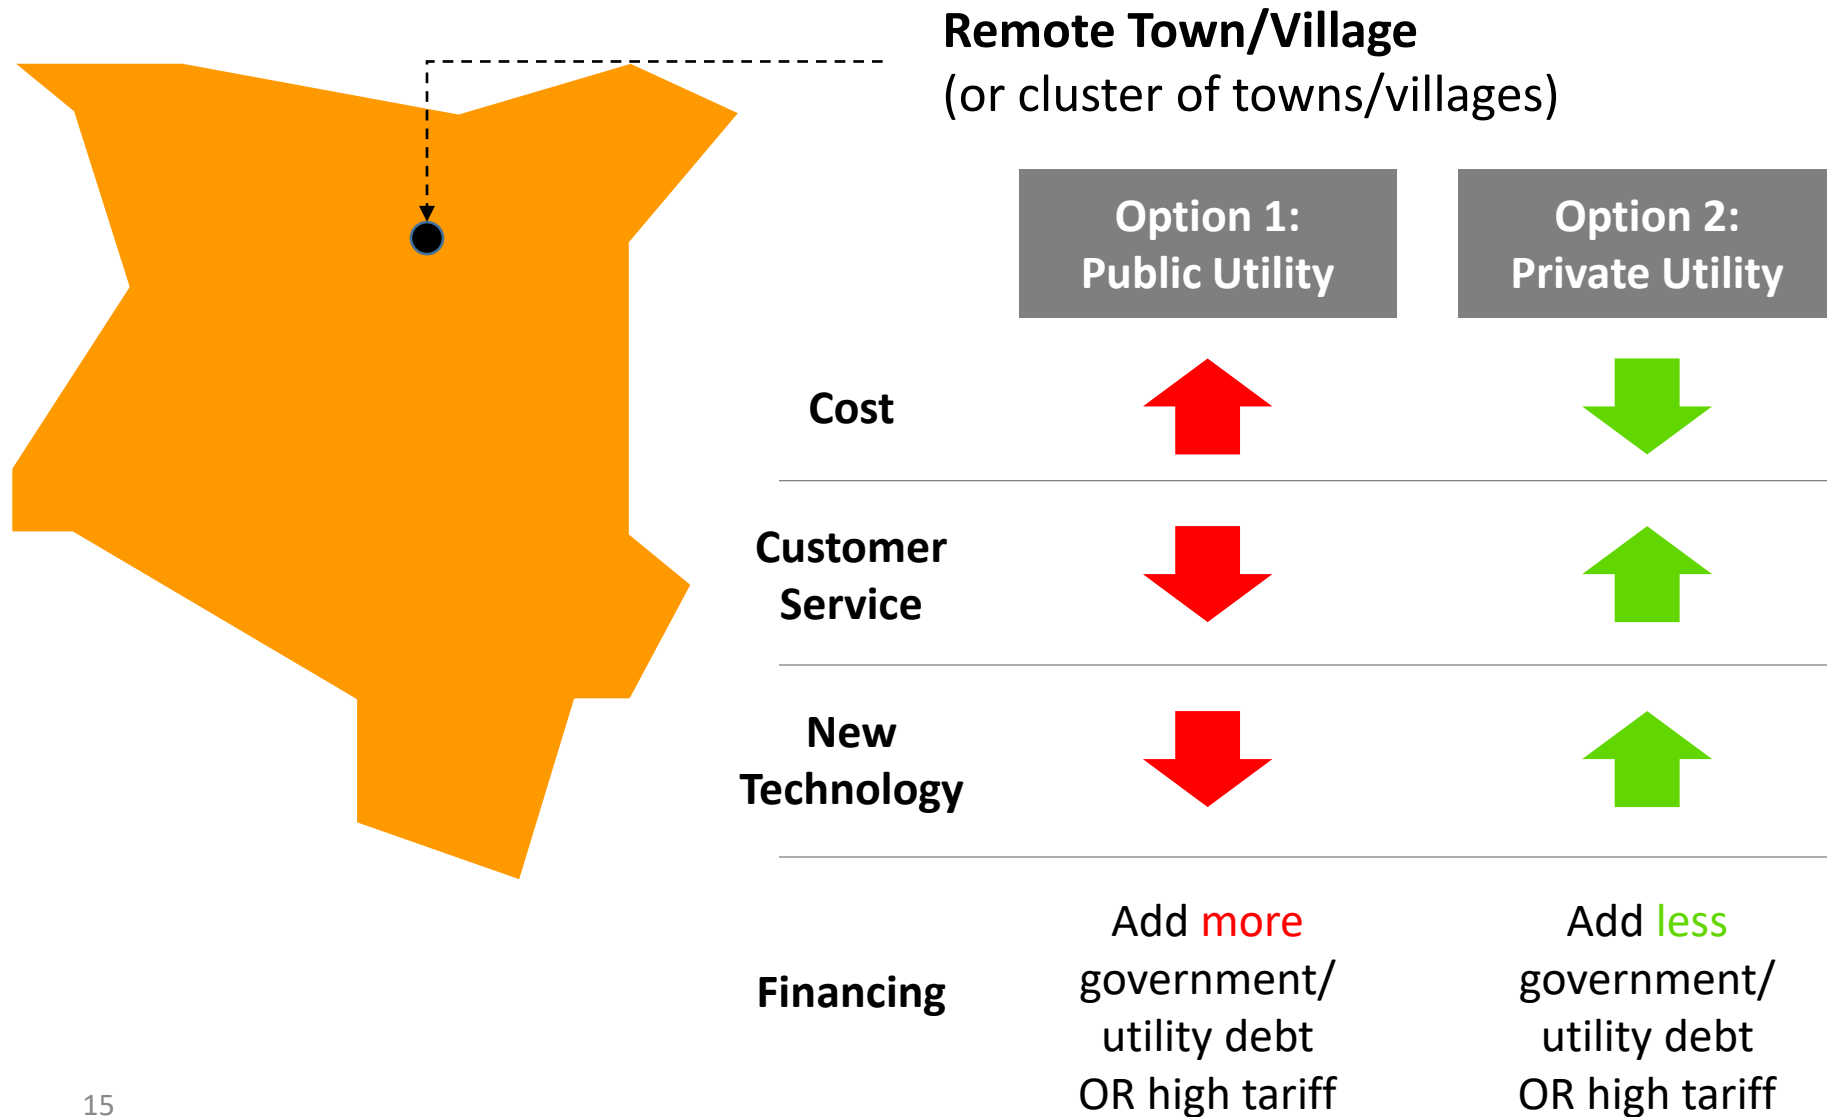 Remote Town/Village
(or cluster of towns/villages)
Option 1:
Public Utility
Option 2:
Private Utility
Cost
Customer
Service
New
Technology
Financing
Add more
government/
utility debt
OR high tariff
Add less
government/
utility debt
OR high tariff
15